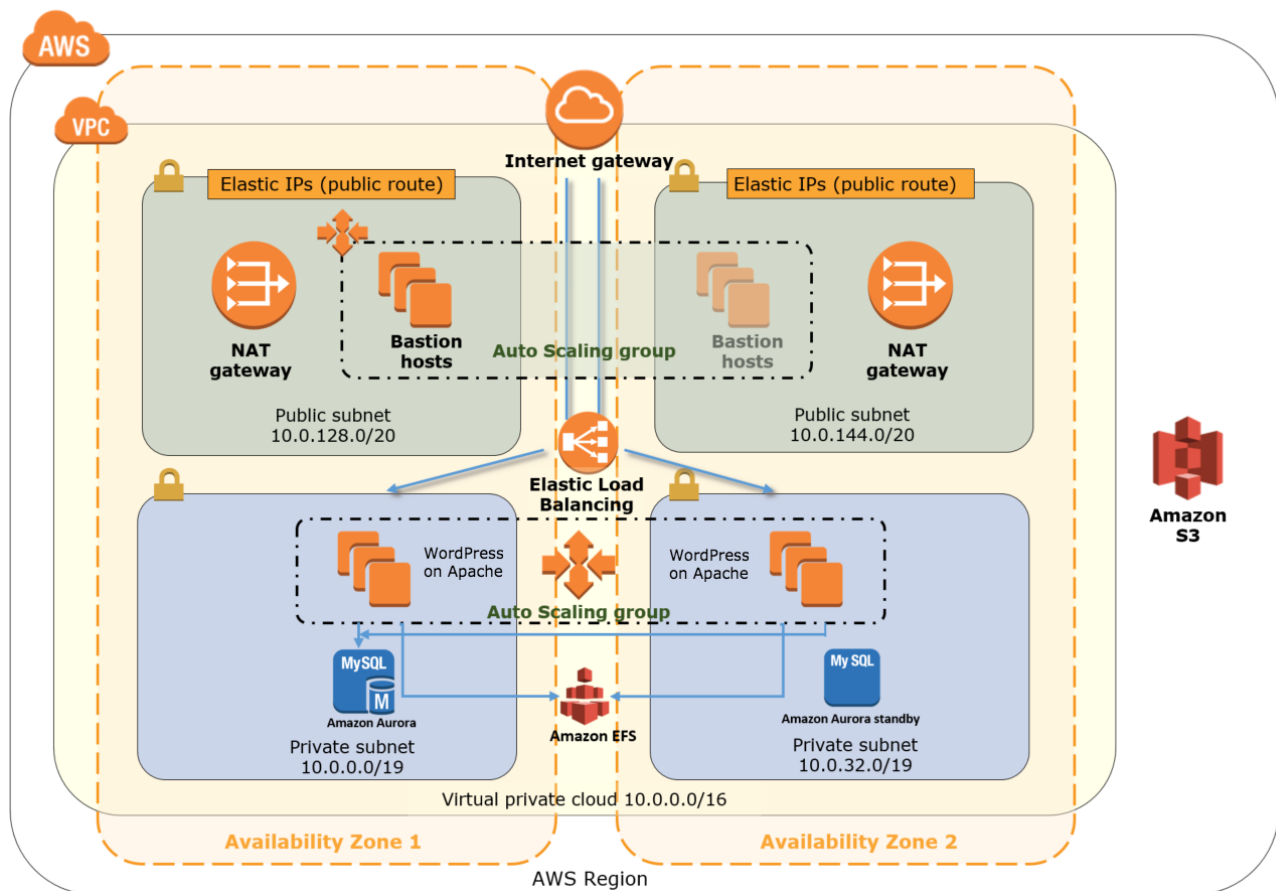 AWS
VPC
Internet gateway
Elastic IPs (public route)
Elastic IPs (public route)
NAT
gateway
Bastion
hosts
Auto Scaling group
Bastion
hosts
NAT
gateway
Public subnet
10.0.128.0/20
Public subnet
10.0.144.0/20
Elastic Load
Balancing
Amazon
S3
WordPress
on Apache
WordPress
on Apache
Auto Scaling group
MySQL
M
Amazon Aurora
Amazon EFS
My SQL
Amazon Aurora standby
Private subnet
10.0.0.0/19
Private subnet
10.0.32.0/19
Virtual private cloud 10.0.0.0/16
Availability Zone 1
Availability Zone 2
AWS Region